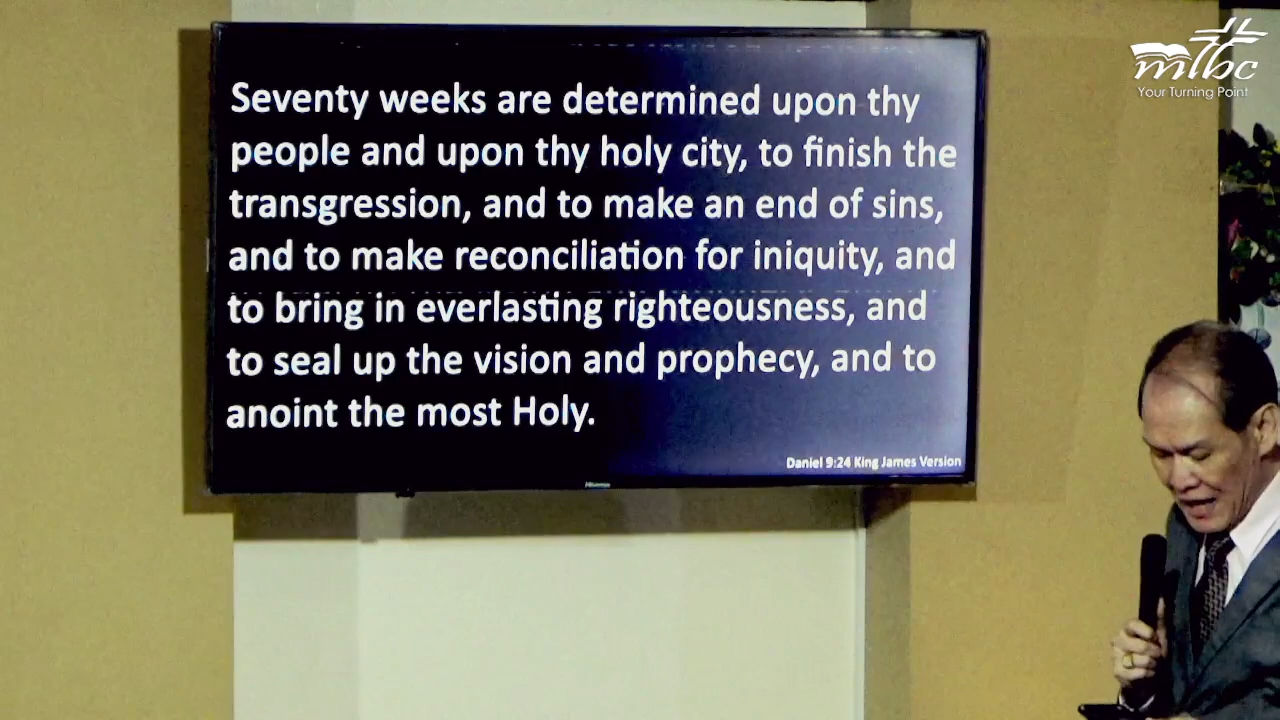 mlbc
Your Turning Point
Seventy weeks are determined upon thy
people and upon thy holy city, to finish the
transgression, and to make an end of sins,
and to make reconciliation for iniquity, and
to bring in everlasting righteousness, and
to seal up the vision and prophecy, and to
anoint the most Holy.
Daniel 9:24 King James Version
Hisense